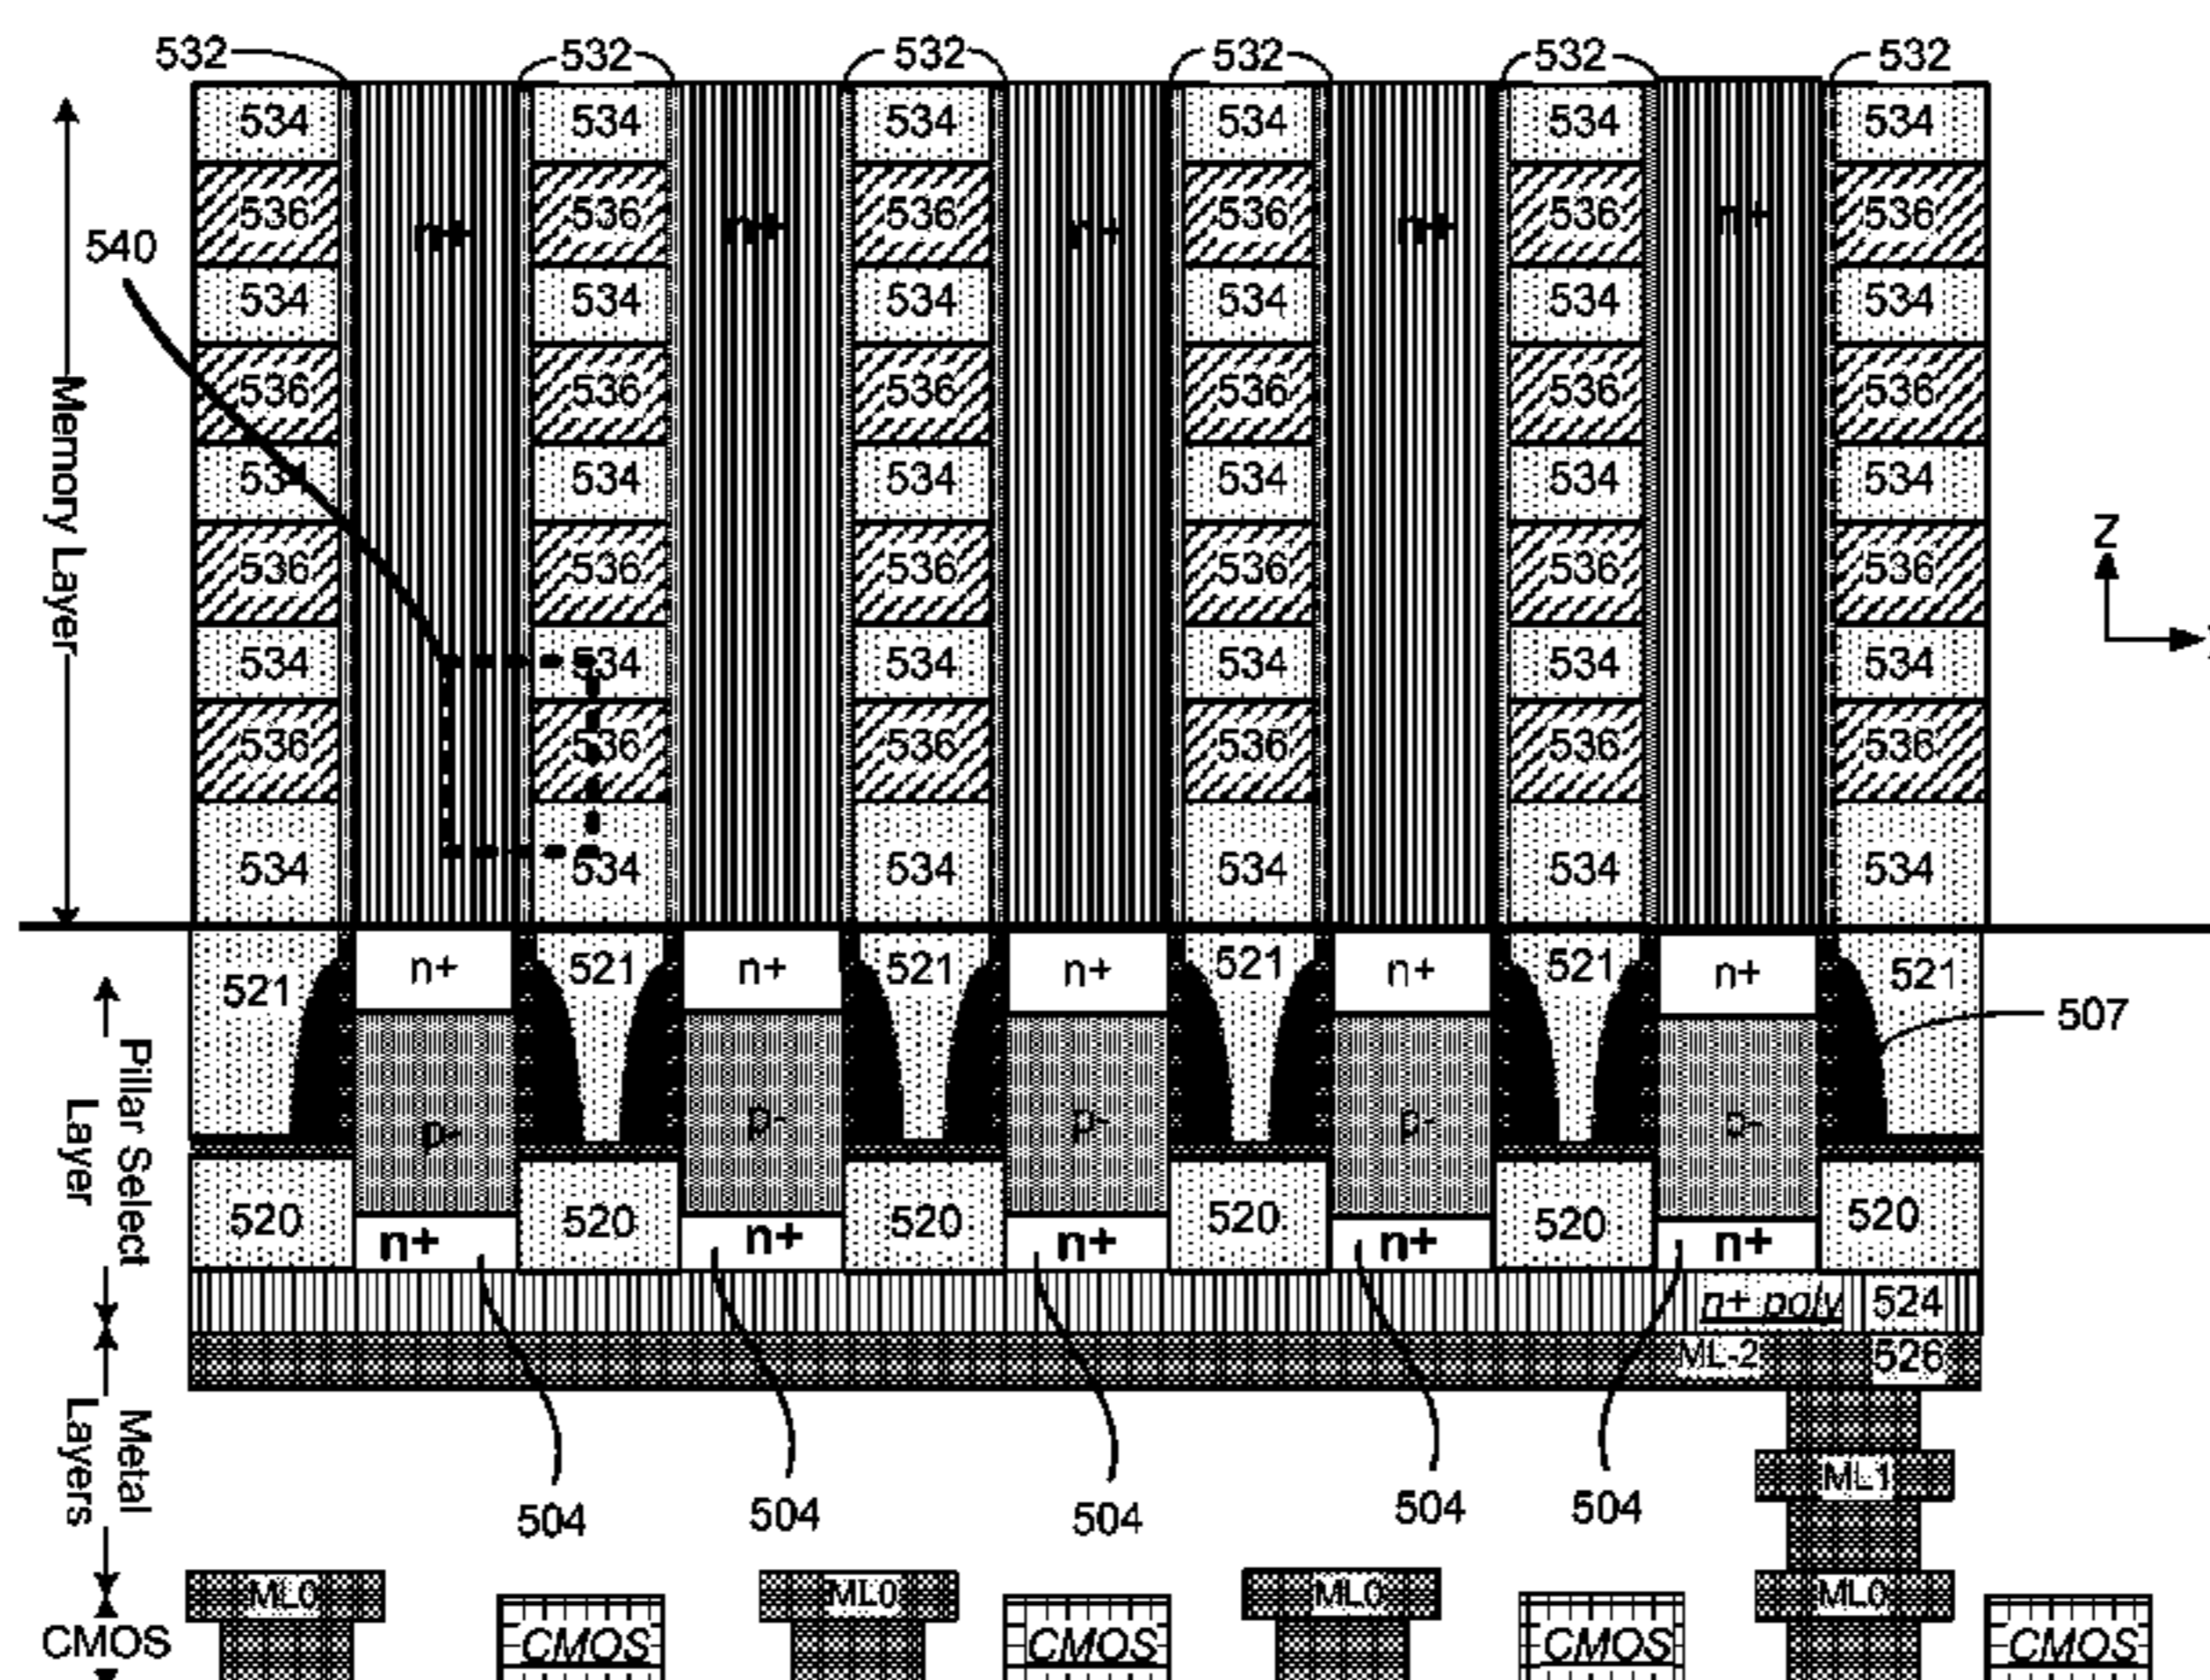 532 532 532 532 532 532
534 534 534 534 534 534
536 n+ 536 n+ 536 n+ 536 n+ 536 n+ 536
540
534 534 534 534 534 534
536 536 536 536 536 536
534 534 534 534 534 534
Memory Layer
Z
536 536 536 536 536 536
534 534 534 534 534 534
536 536 536 536 536 536
534 534 534 534 534 534
521 n+ 521 n+ 521 n+ 521 n+ 521 n+ 521
507
Pillar Select
Layer
p- p- p- p- p-
520 n+ 520 n+ 520 n+ 520 n+ 520 n+ 520
n+ poly 524
ML-2 526
Metal
Layers
ML1
504 504 504 504 504
ML0 ML0 ML0 ML0
CMOS CMOS CMOS CMOS CMOS